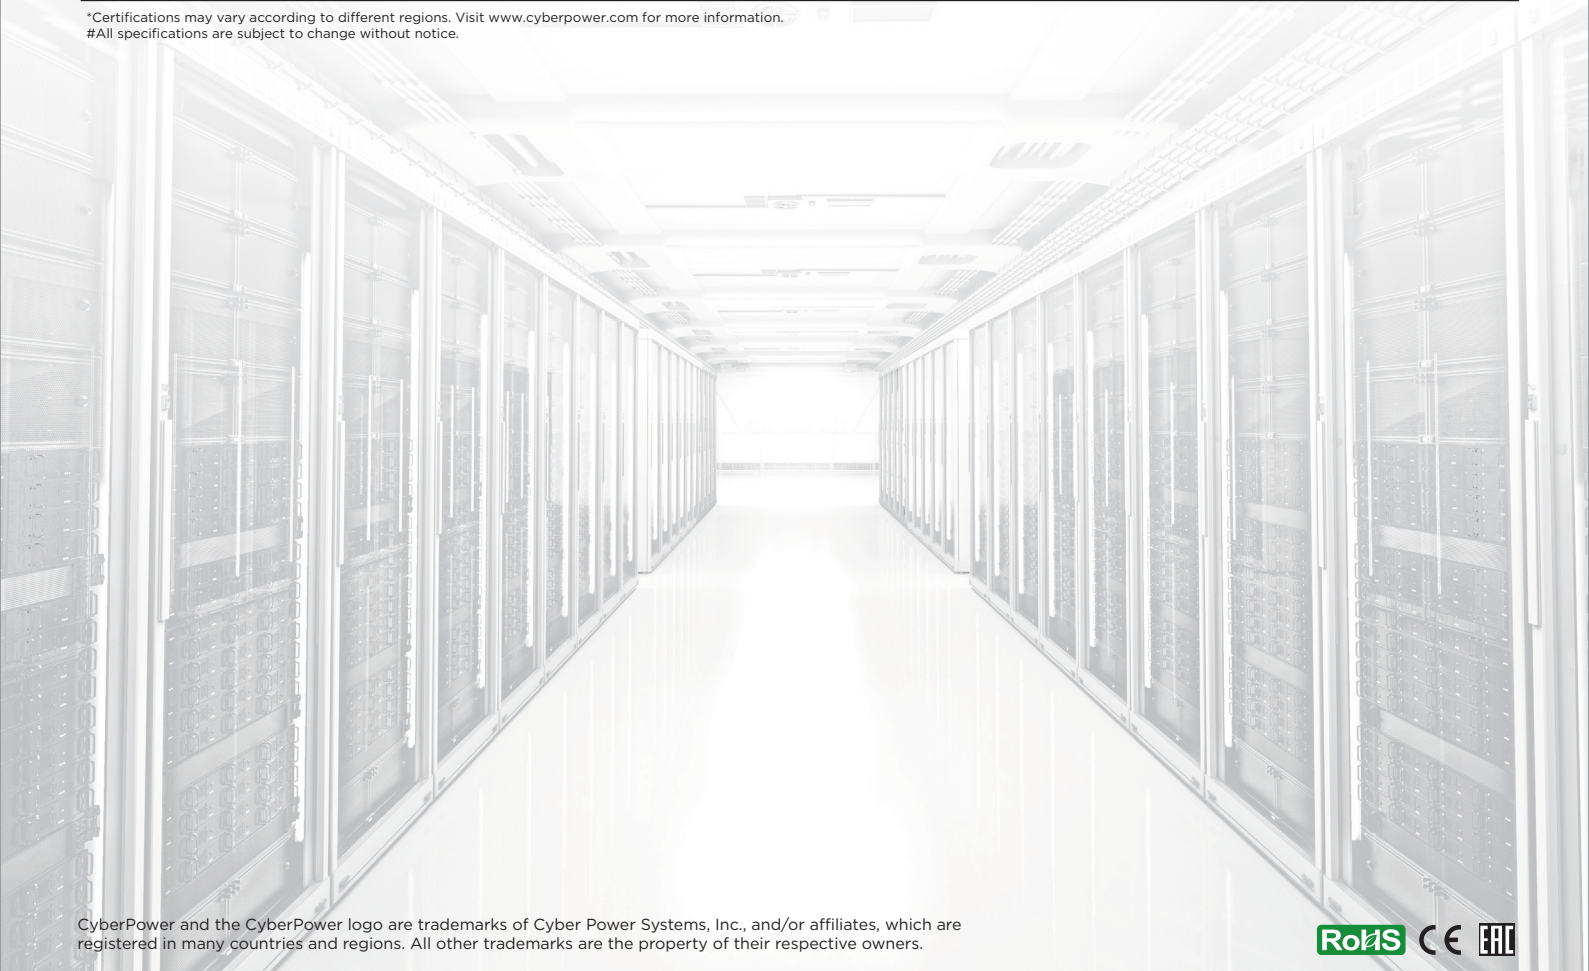 *Certifications may vary according to different regions. Visit www.cyberpower.com for more information.
#All specifications are subject to change without notice.
CyberPower and the CyberPower logo are trademarks of Cyber Power Systems, Inc., and/or affiliates, which are
registered in many countries and regions. All other trademarks are the property of their respective owners.
RoHS CE EAC